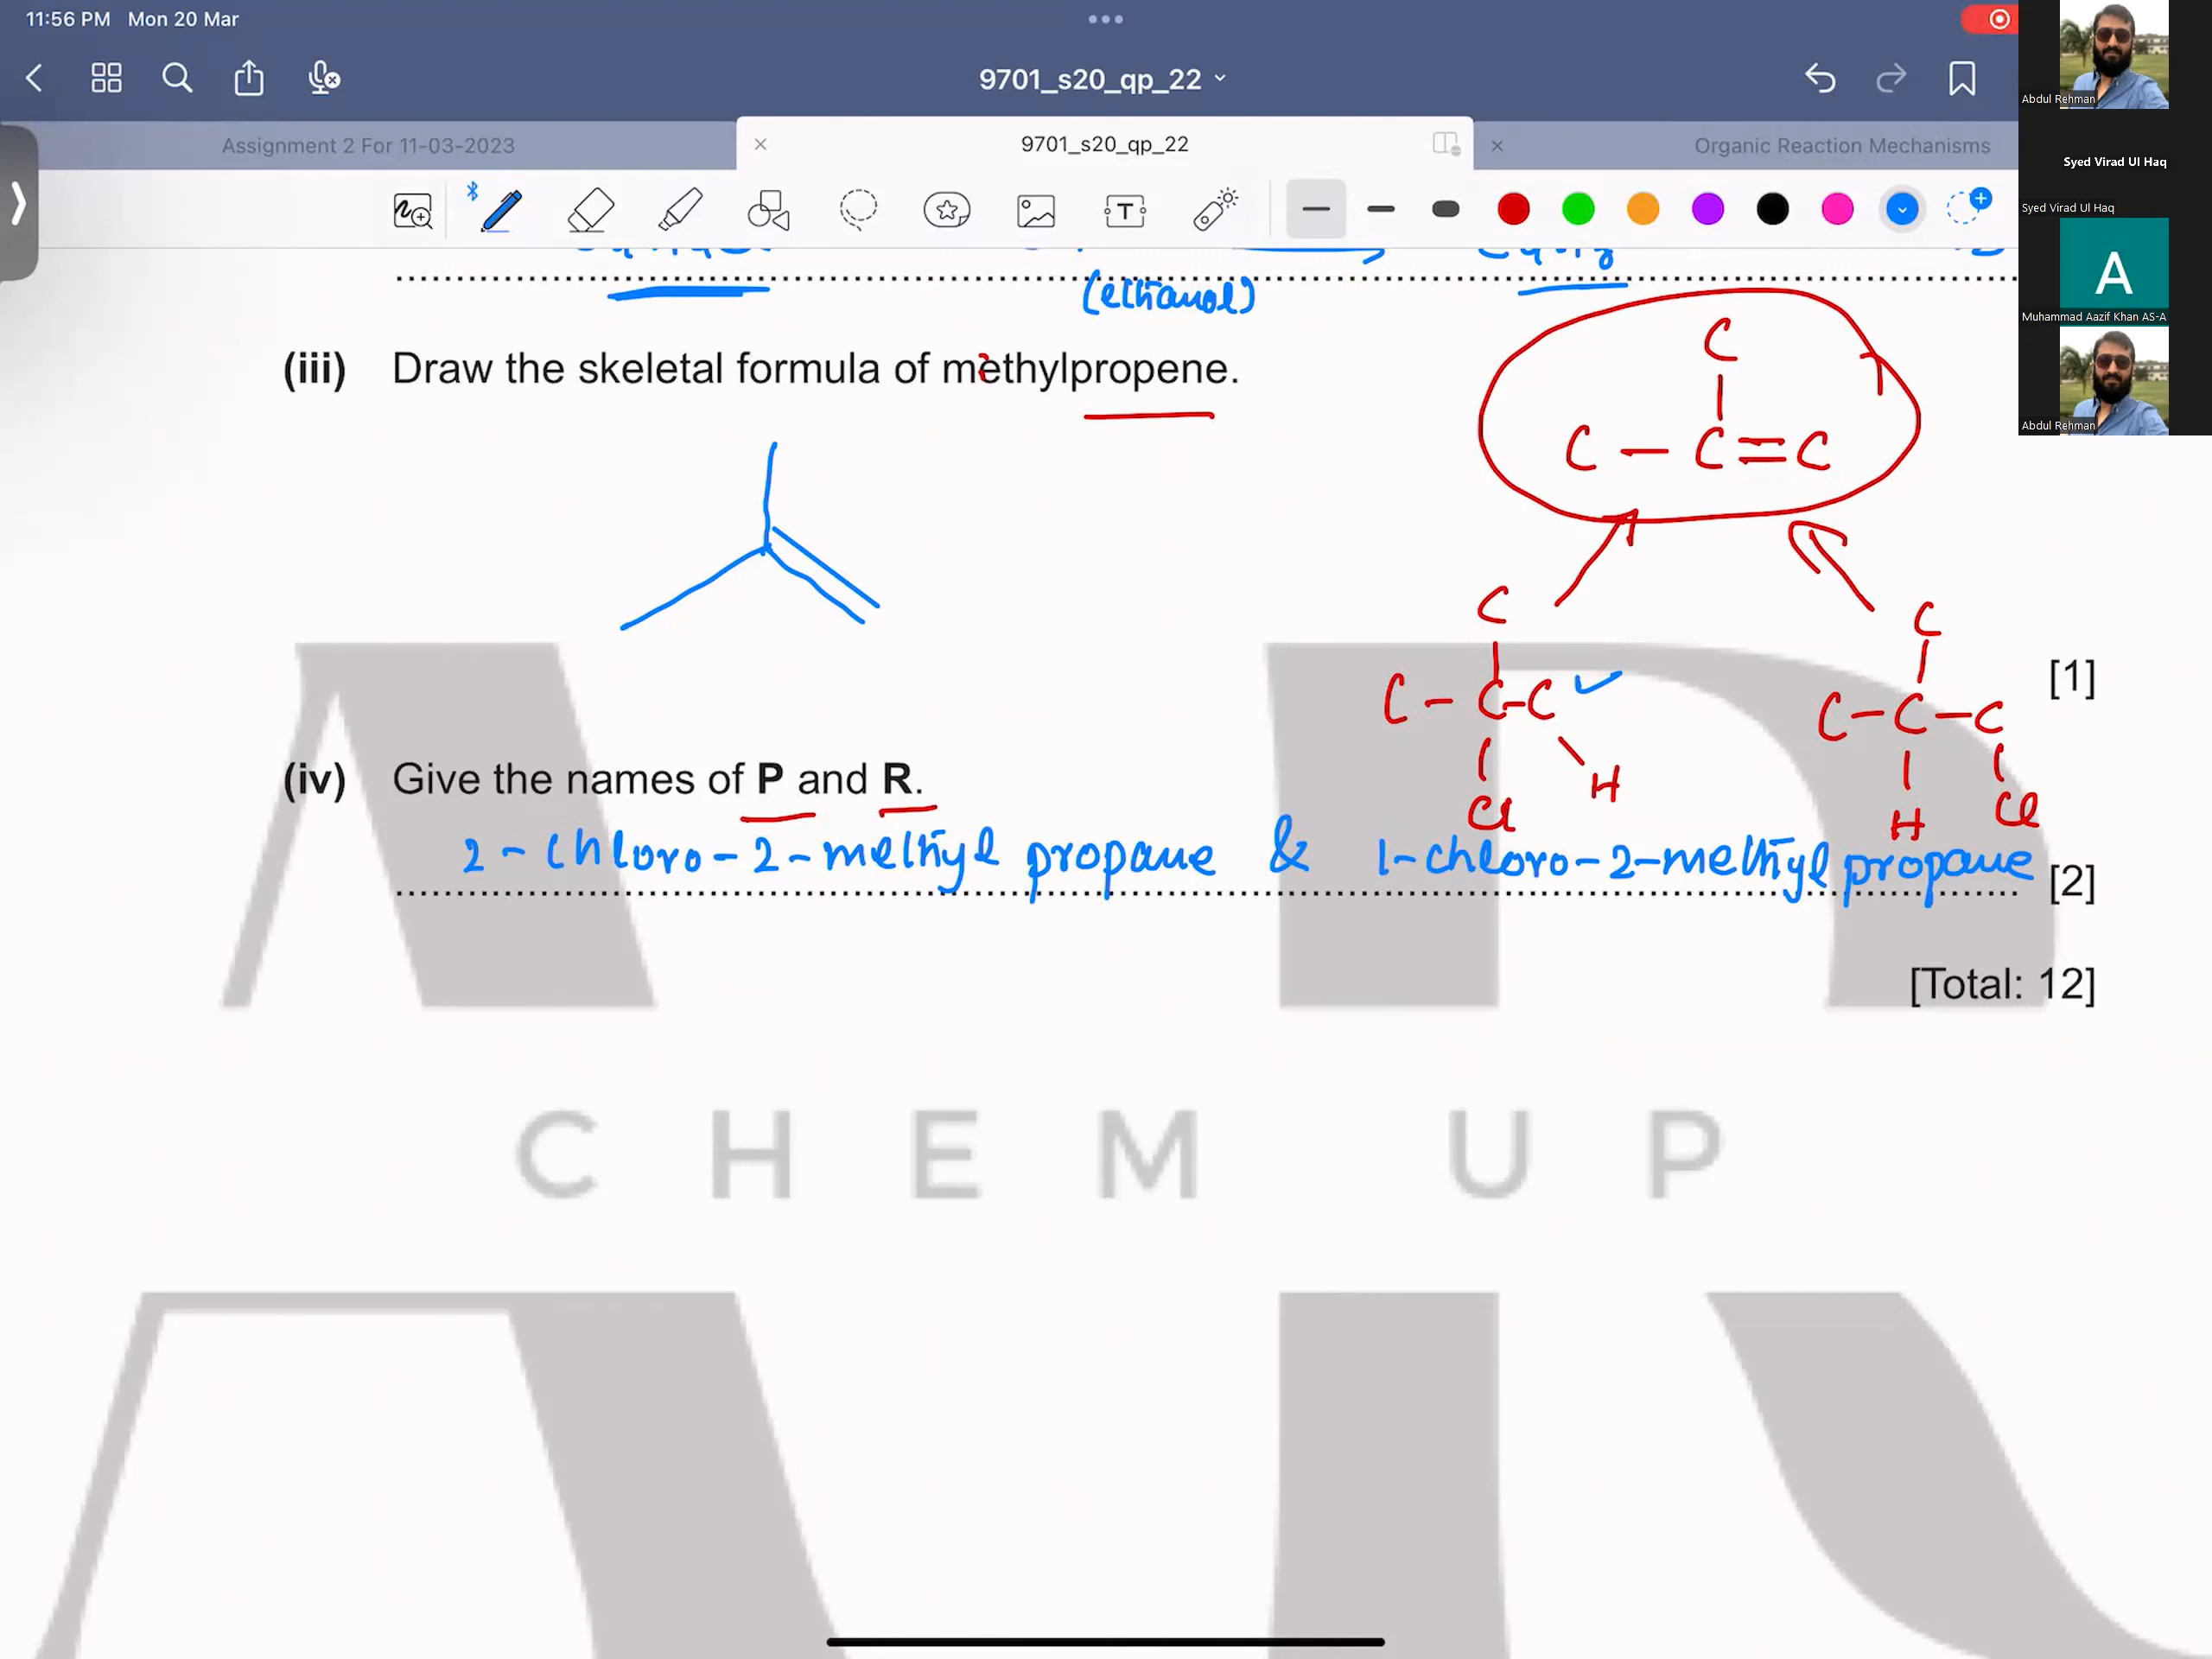 11:56 PM Mon 20 Mar
9701_s20_qp_22
Assignment 2 For 11-03-2023
9701_s20_qp_22
Organic Reaction Mechanisms
Abdul Rehman
Syed Virad Ul Haq
Syed Virad Ul Haq
A
Muhammad Aazif Khan AS-A
Abdul Rehman
(ethanol)
(iii) Draw the skeletal formula of methylpropene.
C
C - C = C
C
C - C - C
Cl H
C
C - C - C
H Cl
[1]
(iv) Give the names of P and R.
2-chloro-2-methyl propane & 1-chloro-2-methyl propane
[2]
[Total: 12]
CHEM UP